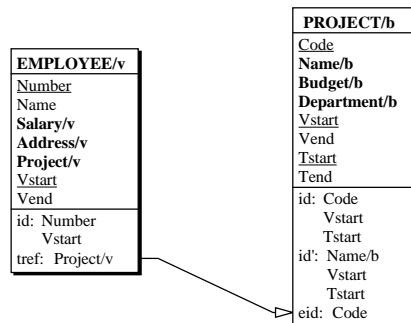 EMPLOYEE/v
Number
Name
Salary/v
Address/v
Project/v
Vstart
Vend
id: Number
Vstart
tref: Project/v
PROJECT/b
Code
Name/b
Budget/b
Department/b
Vstart
Vend
Tstart
Tend
id: Code
Vstart
Tstart
id': Name/b
Vstart
Tstart
eid: Code